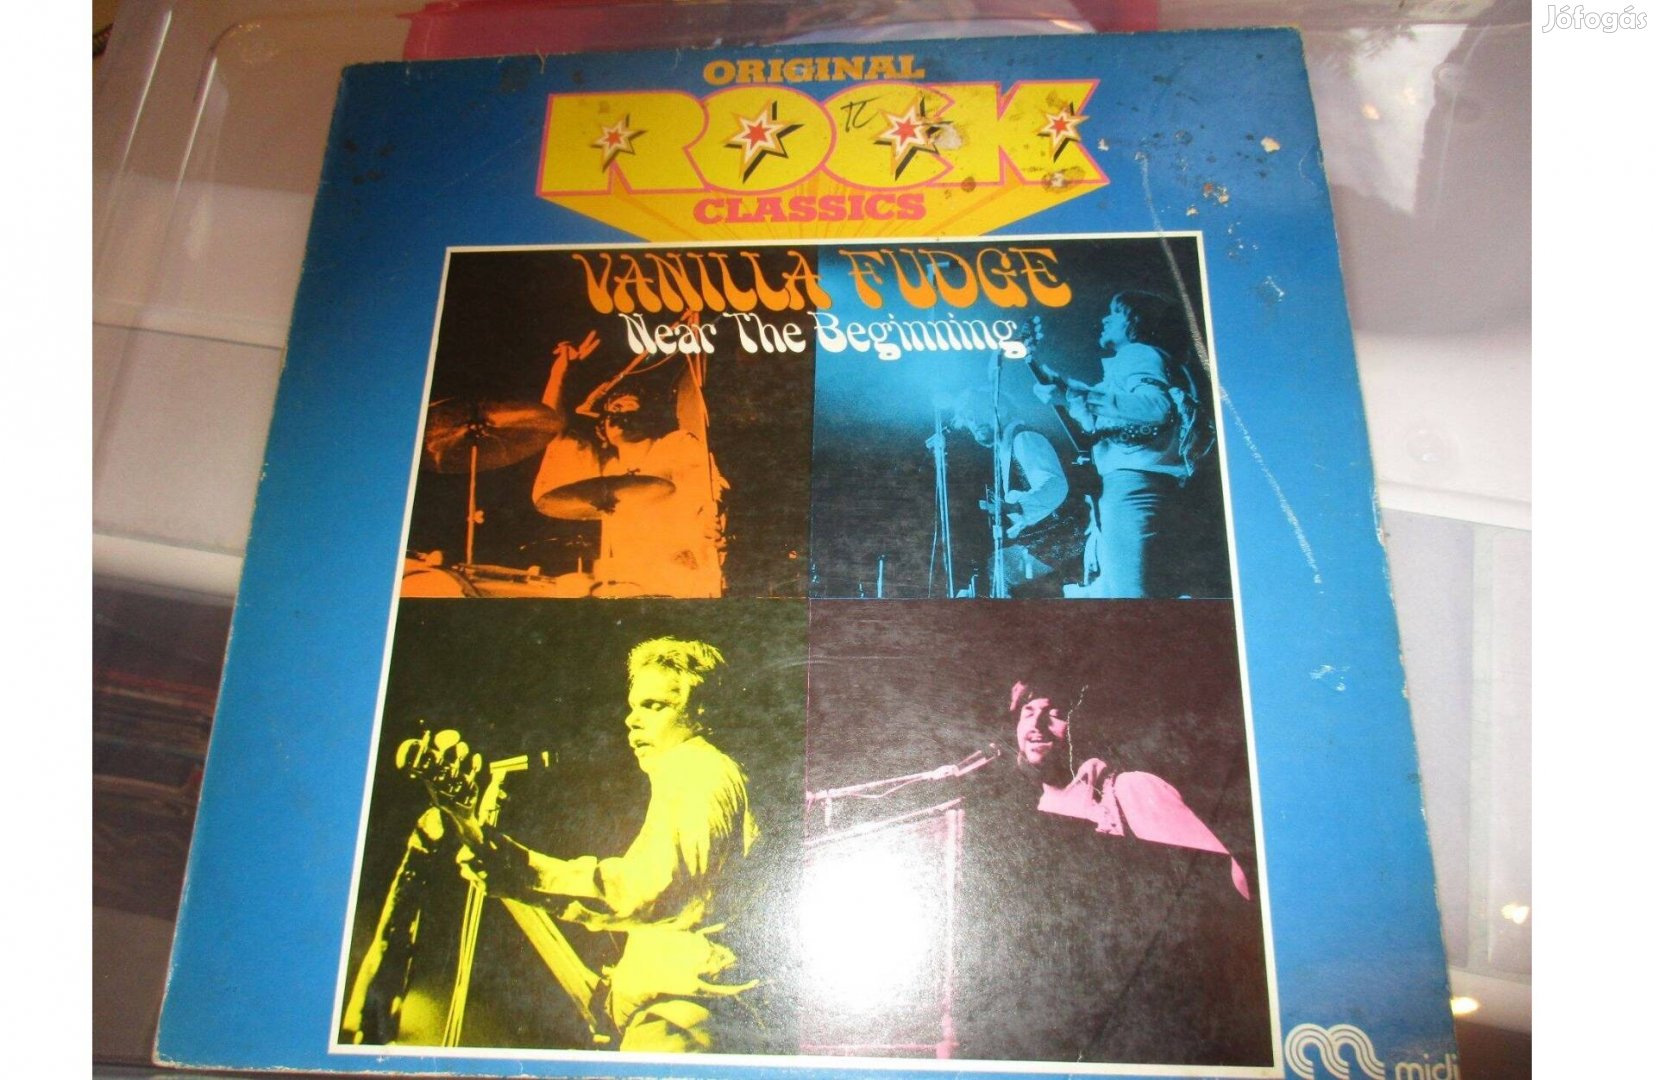 Jófogás
ORIGINAL
ROCK
CLASSICS
VANILLA FUDGE
Near The Beginning
midi